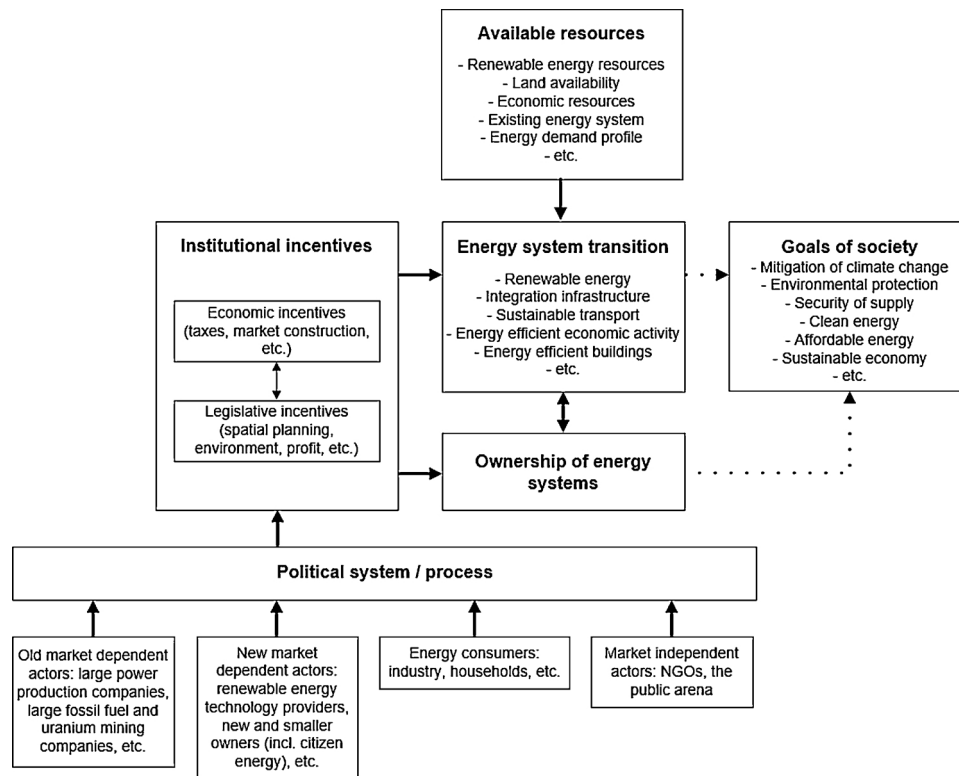 Available resources
- Renewable energy resources
- Land availability
- Economic resources
- Existing energy system
- Energy demand profile
- etc.
Institutional incentives
Economic incentives
(taxes, market construction,
etc.)
Legislative incentives
(spatial planning,
environment, profit, etc.)
Energy system transition
- Renewable energy
- Integration infrastructure
- Sustainable transport
- Energy efficient economic activity
- Energy efficient buildings
- etc.
Goals of society
- Mitigation of climate change
- Environmental protection
- Security of supply
- Clean energy
- Affordable energy
- Sustainable economy
- etc.
Ownership of energy
systems
Political system / process
Old market dependent
actors: large power
production companies,
large fossil fuel and
uranium mining
companies, etc.
New market
dependent actors:
renewable energy
technology providers,
new and smaller
owners (incl. citizen
energy), etc.
Energy consumers:
industry, households, etc.
Market independent
actors: NGOs, the
public arena